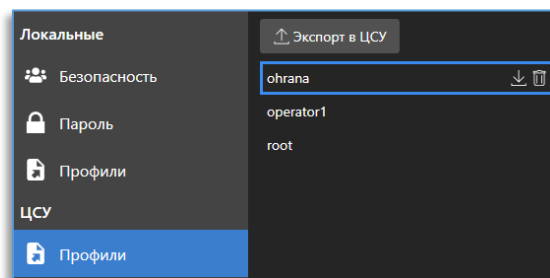 Локальные
Безопасность
Пароль
Профили
ЦСУ
Профили
Экспорт в ЦСУ
ohrana
operator1
root